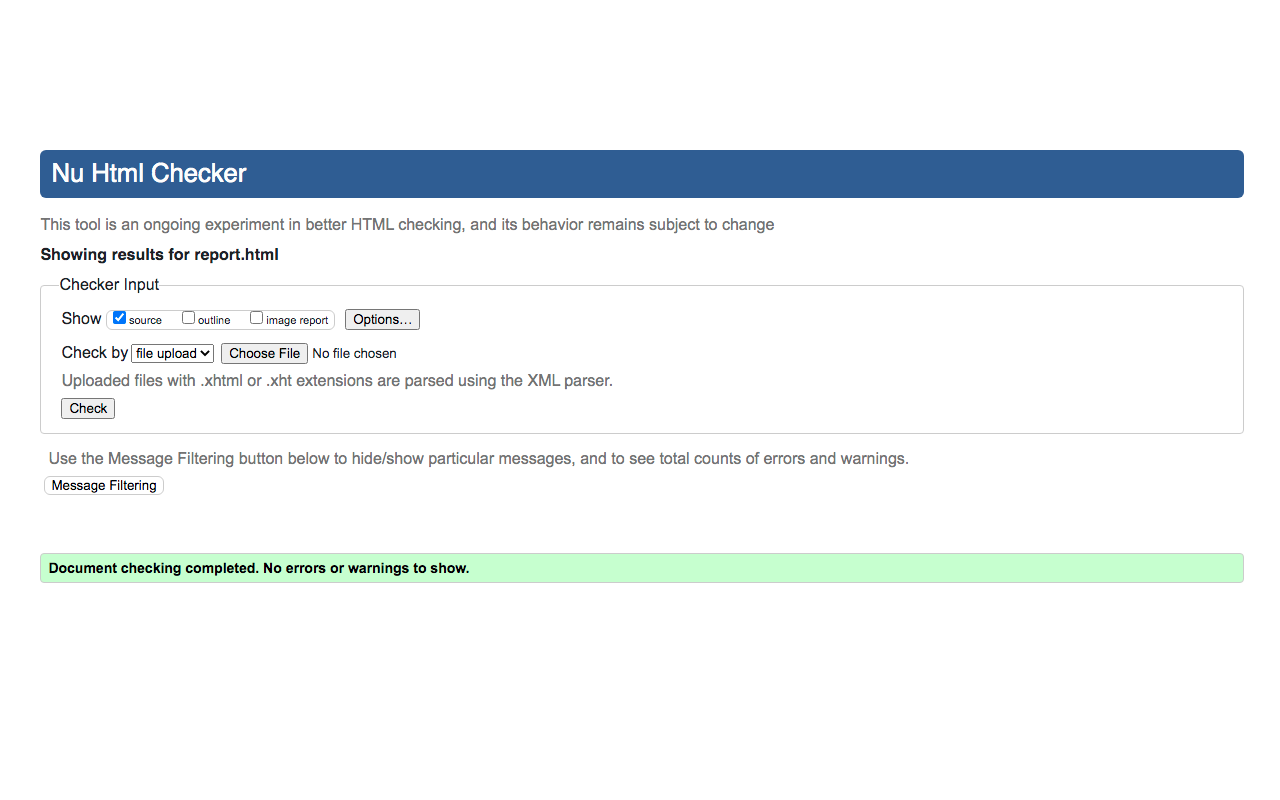 Nu Html Checker
This tool is an ongoing experiment in better HTML checking, and its behavior remains subject to change
Showing results for report.html
Checker Input
Show source outline image report Options…
Check by file upload Choose File No file chosen
Uploaded files with .xhtml or .xht extensions are parsed using the XML parser.
Check
Use the Message Filtering button below to hide/show particular messages, and to see total counts of errors and warnings.
Message Filtering
Document checking completed. No errors or warnings to show.